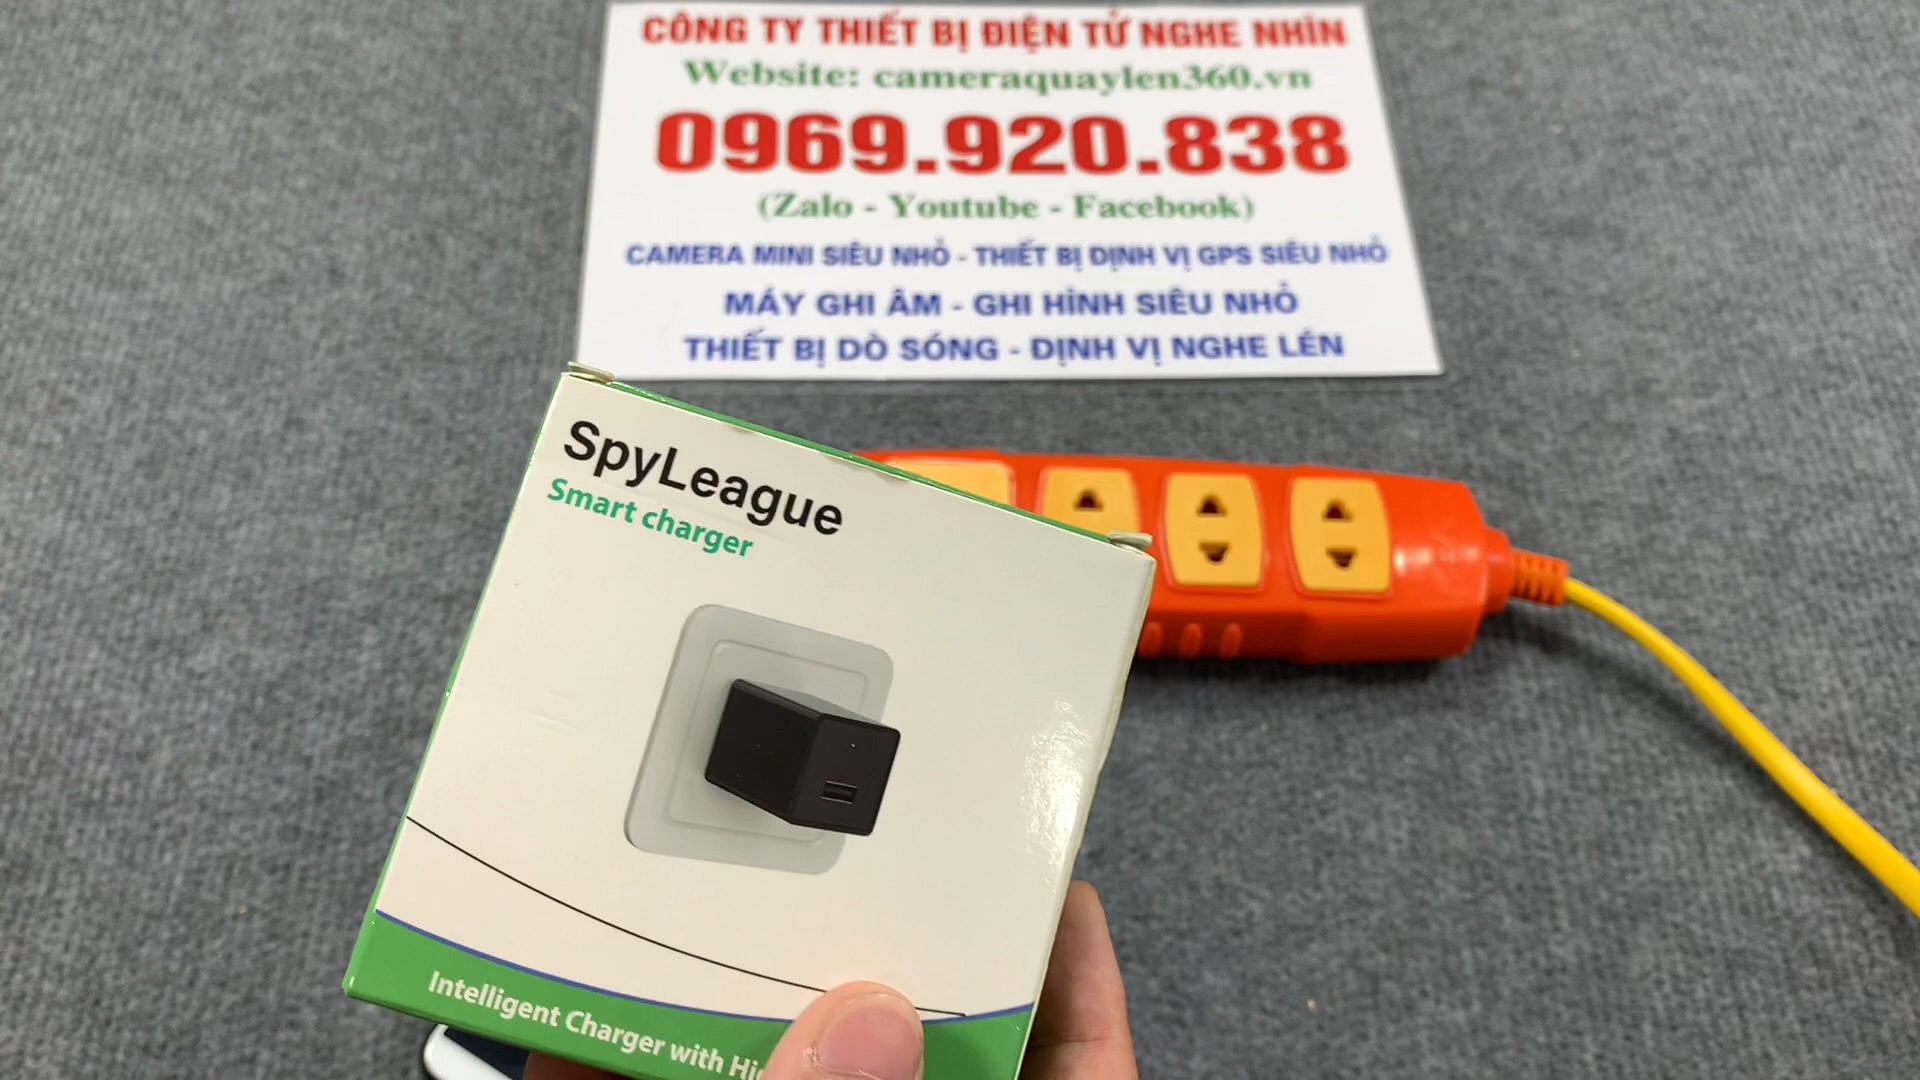 CÔNG TY THIẾT BỊ ĐIỆN TỬ NGHE NHÌN
Website: cameraquaylen360.vn
0969.920.838
(Zalo - Youtube - Facebook)
CAMERA MINI SIÊU NHỎ - THIẾT BỊ ĐỊNH VỊ GPS SIÊU NHỎ
MÁY GHI ÂM - GHI HÌNH SIÊU NHỎ
THIẾT BỊ DÒ SÓNG - ĐỊNH VỊ NGHE LÉN
SpyLeague
Smart charger
Intelligent Charger with